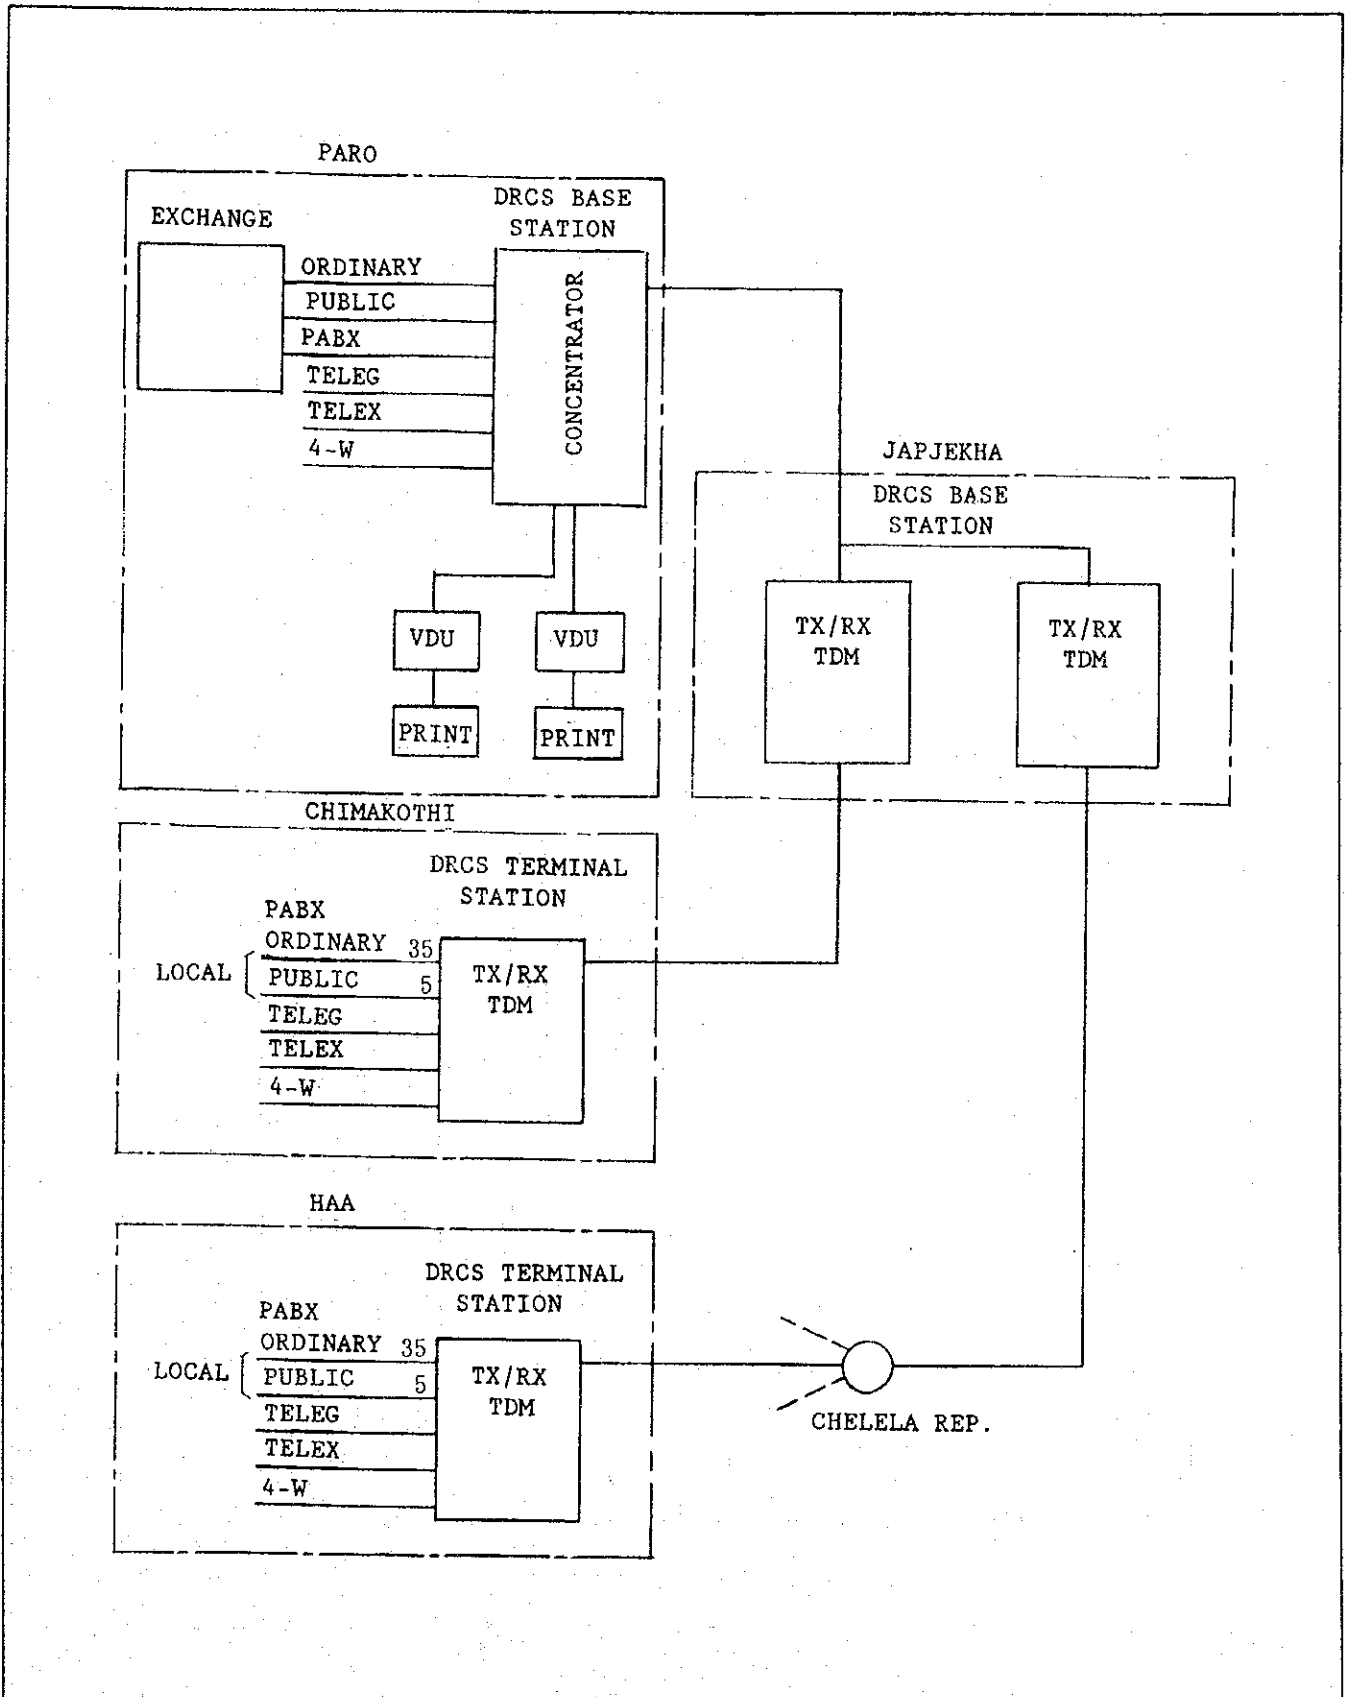 PARO
EXCHANGE
DRCS BASE
STATION
ORDINARY
PUBLIC
PABX
TELEG
TELEX
4-W
CONCENTRATOR
VDU
VDU
PRINT
PRINT
JAPJEKHA
DRCS BASE
STATION
TX/RX
TDM
TX/RX
TDM
CHIMAKOTHI
DRCS TERMINAL
STATION
PABX
ORDINARY 35
LOCAL
PUBLIC 5
TELEG
TELEX
4-W
TX/RX
TDM
HAA
DRCS TERMINAL
STATION
PABX
ORDINARY 35
LOCAL
PUBLIC 5
TELEG
TELEX
4-W
TX/RX
TDM
CHELELA REP.